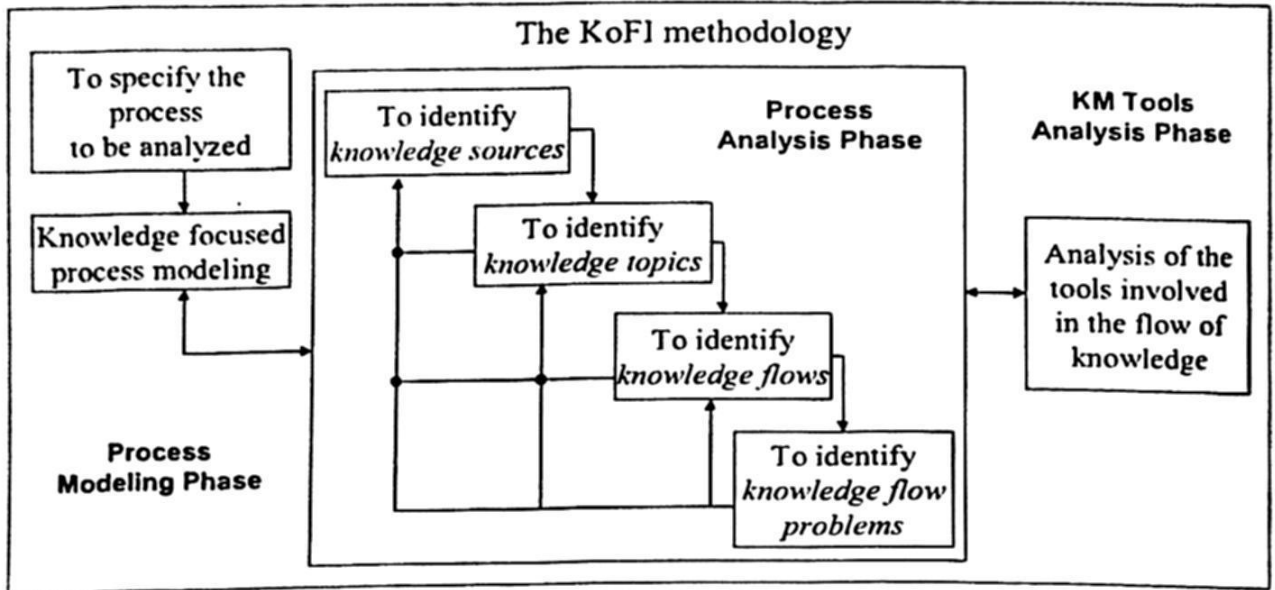 The KoFI methodology
To specify the
process
to be analyzed
Knowledge focused
process modeling
Process
Modeling Phase
To identify
knowledge sources
Process
Analysis Phase
To identify
knowledge topics
To identify
knowledge flows
To identify
knowledge flow
problems
KM Tools
Analysis Phase
Analysis of the
tools involved
in the flow of
knowledge